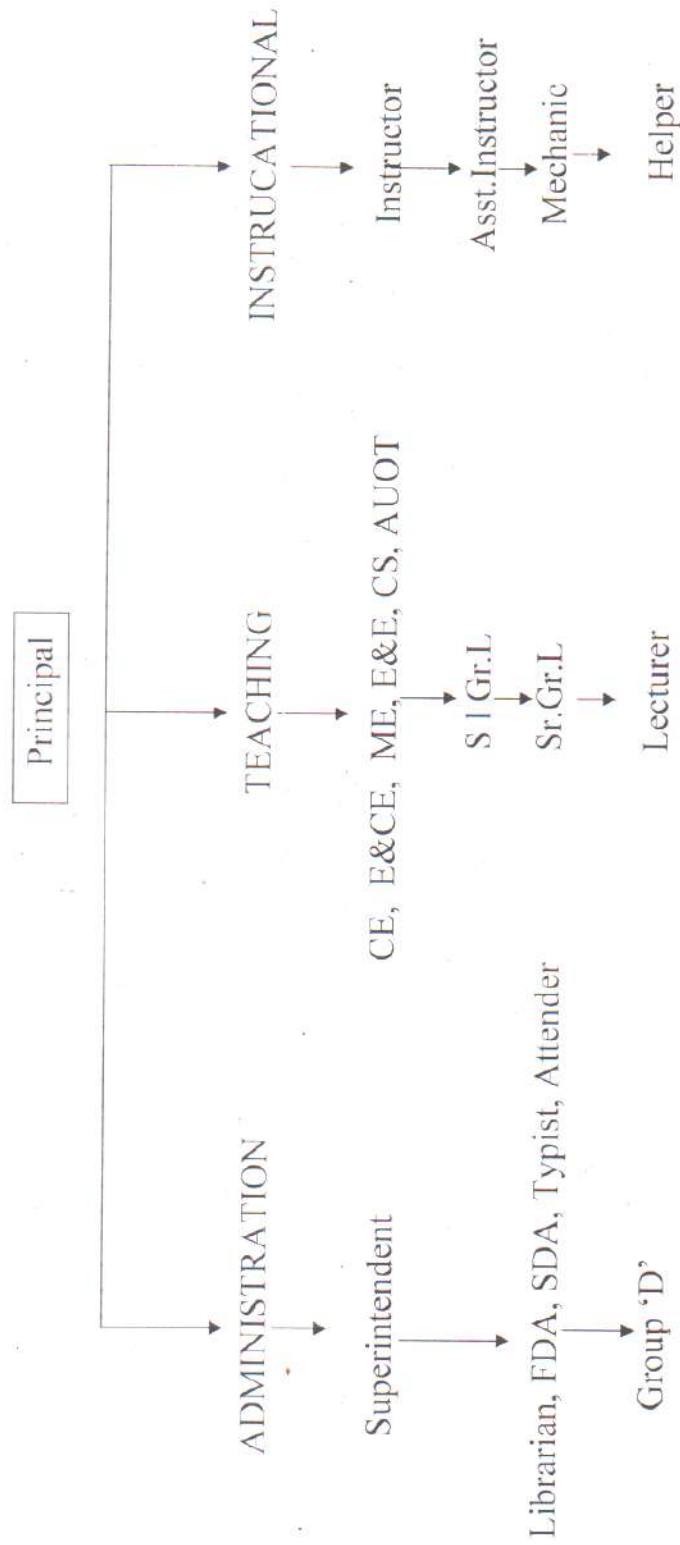 Principal
ADMINISTRATION
Superintendent
Librarian, FDA, SDA, Typist, Attender
Group ‘D’
TEACHING
CE, E&CE, ME, E&E, CS, AUOT
S l Gr.L
Sr.Gr.L
Lecturer
INSTRUCATIONAL
Instructor
Asst.Instructor
Mechanic
Helper